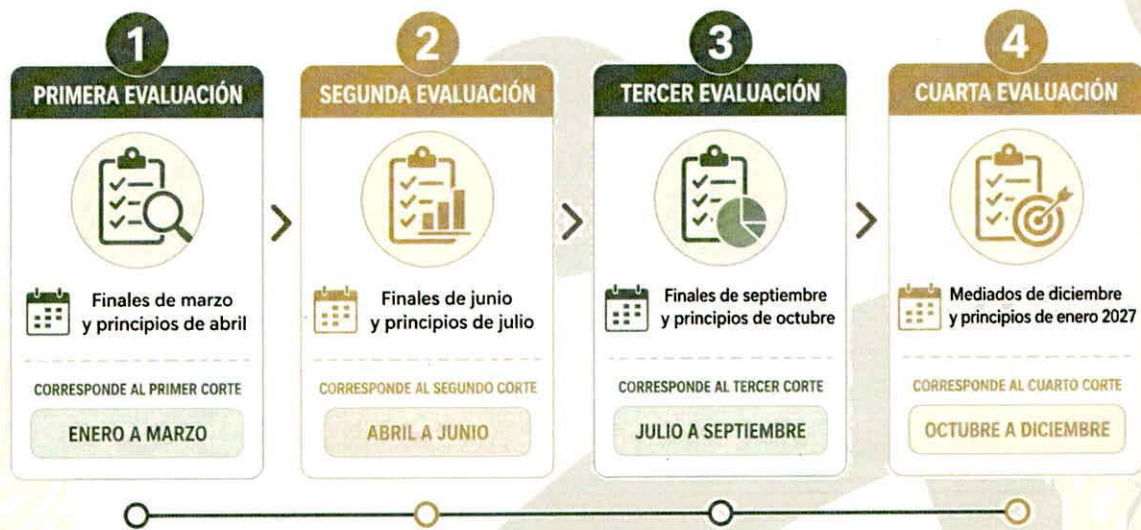 1
PRIMERA EVALUACIÓN
Finales de marzo
y principios de abril
CORRESPONDE AL PRIMER CORTE
ENERO A MARZO
2
SEGUNDA EVALUACIÓN
Finales de junio
y principios de julio
CORRESPONDE AL SEGUNDO CORTE
ABRIL A JUNIO
3
TERCER EVALUACIÓN
Finales de septiembre
y principios de octubre
CORRESPONDE AL TERCER CORTE
JULIO A SEPTIEMBRE
4
CUARTA EVALUACIÓN
Mediados de diciembre
y principios de enero 2027
CORRESPONDE AL CUARTO CORTE
OCTUBRE A DICIEMBRE